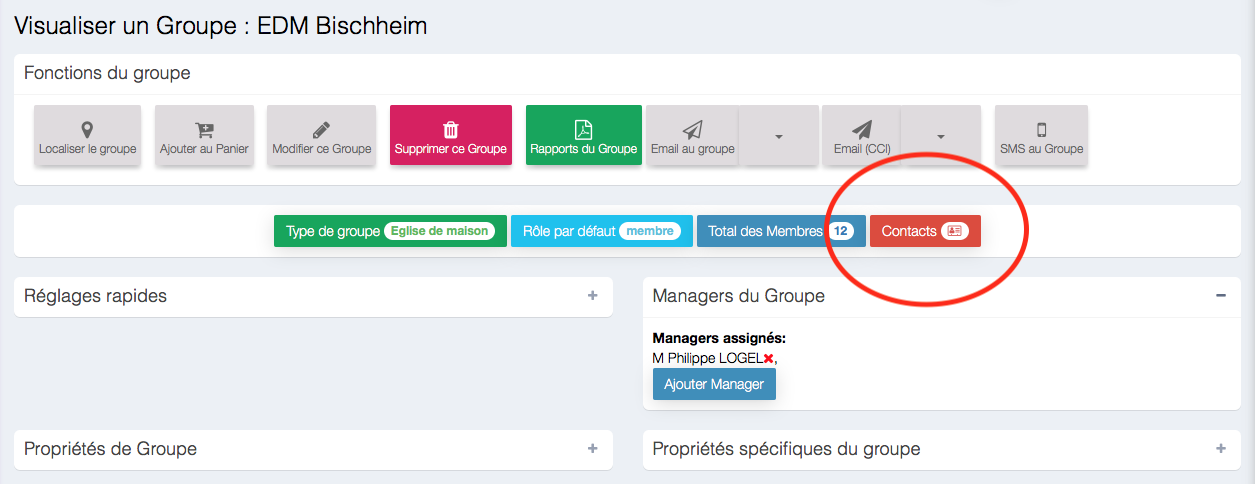 Visualiser un Groupe : EDM Bischheim
Fonctions du groupe
Localiser le groupe
Ajouter au Panier
Modifier ce Groupe
Supprimer ce Groupe
Rapports du Groupe
Email au groupe
Email (CCI)
SMS au Groupe
Type de groupe Eglise de maison
Rôle par défaut membre
Total des Membres 12
Contacts
Réglages rapides
Managers du Groupe
Managers assignés:
M Philippe LOGEL,
Ajouter Manager
Propriétés de Groupe
Propriétés spécifiques du groupe